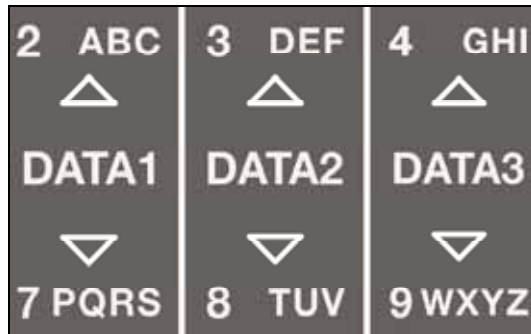 2 ABC 3 DEF 4 GHI
DATA1 DATA2 DATA3
7 PQRS 8 TUV 9 WXYZ